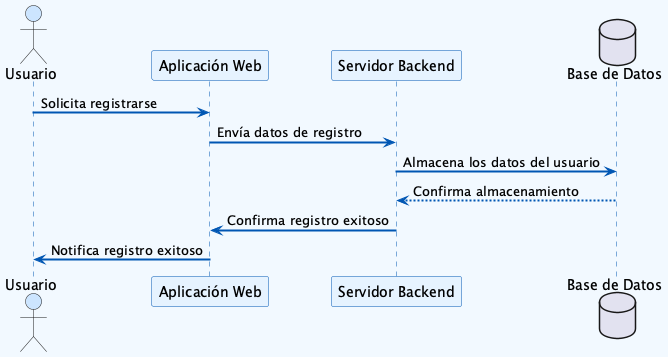 Usuario
Aplicación Web
Servidor Backend
Base de Datos
Solicita registrarse
Envía datos de registro
Almacena los datos del usuario
Confirma almacenamiento
Confirma registro exitoso
Notifica registro exitoso
Usuario
Aplicación Web
Servidor Backend
Base de Datos